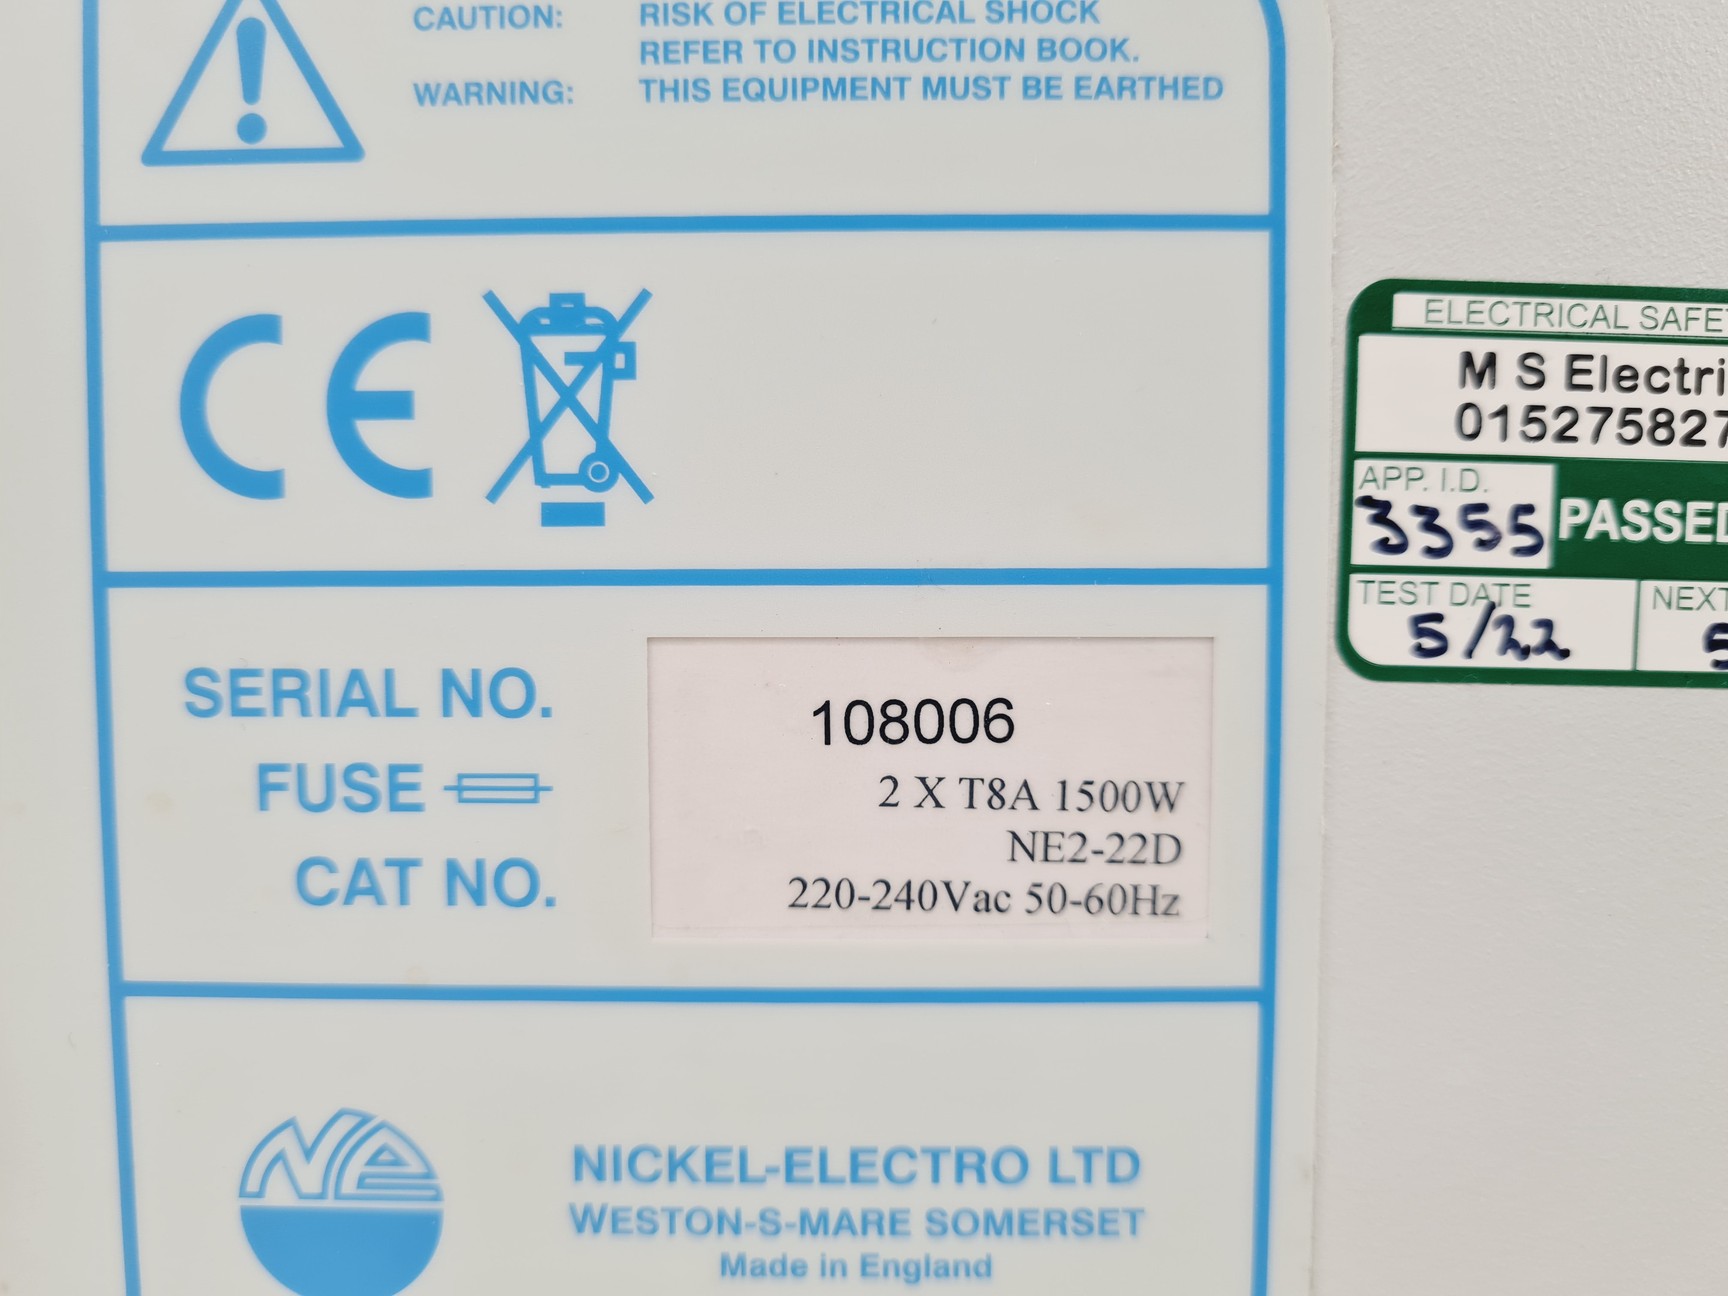 CAUTION: RISK OF ELECTRICAL SHOCK
REFER TO INSTRUCTION BOOK.
WARNING: THIS EQUIPMENT MUST BE EARTHED
CE
SERIAL NO. 108006
FUSE 2 X T8A 1500W
CAT NO. NE2-22D
220-240Vac 50-60Hz
NE
NICKEL-ELECTRO LTD
WESTON-S-MARE SOMERSET
Made in England
ELECTRICAL
M S
015275827
APP. I.D.
3355 PASSED
TEST DATE NEXT
5/22 5